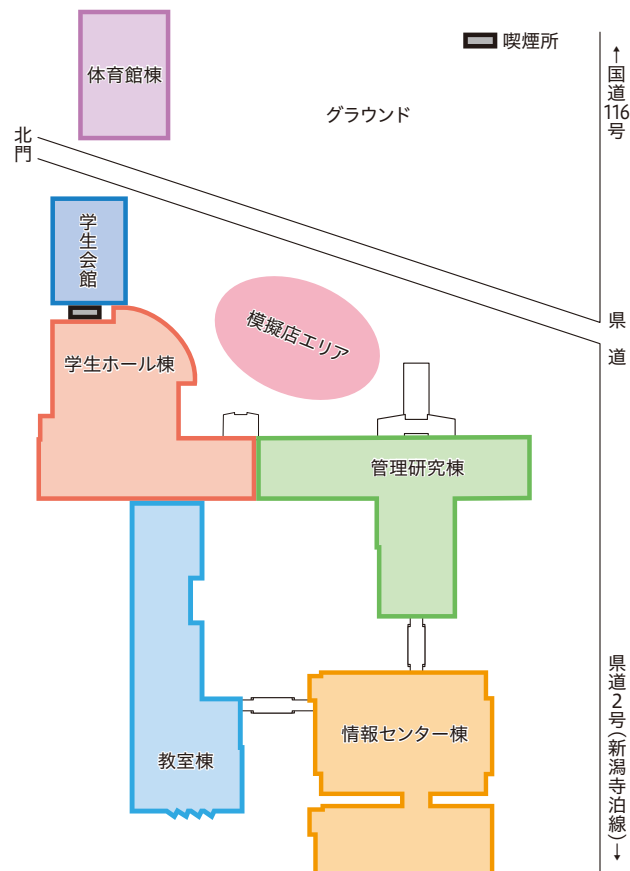 喫煙所
体育館棟
グラウンド
↑国道116号
北門
学生会館
模擬店エリア
県道
学生ホール棟
管理研究棟
情報センター棟
教室棟
県道2号(新潟寺泊線)↓